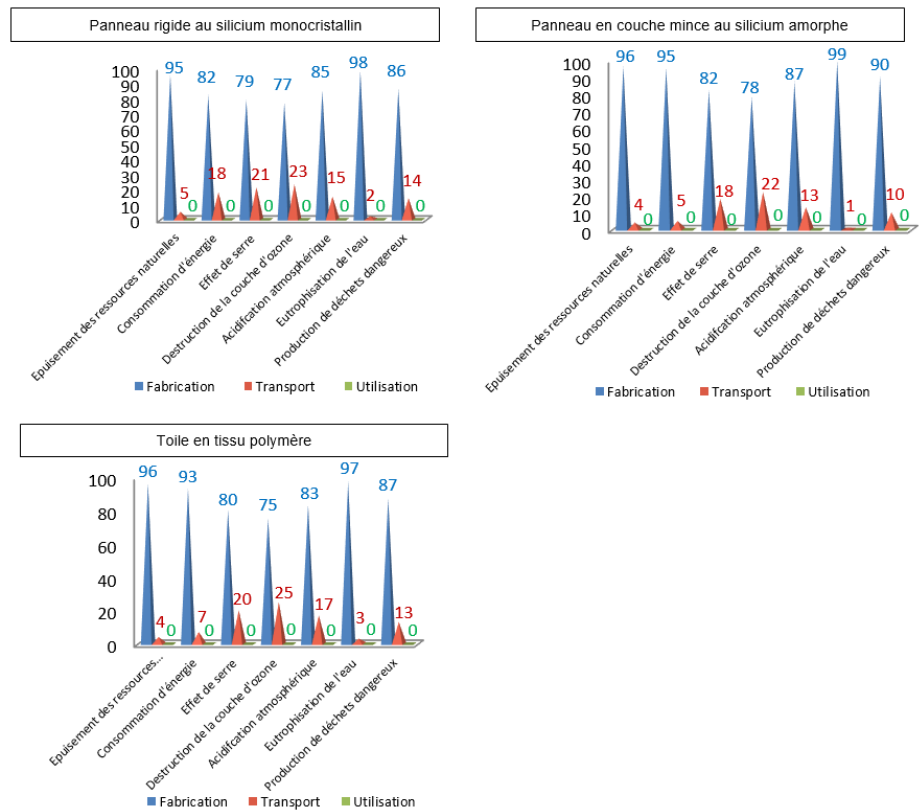 Panneau rigide au silicium monocristallin
100
90
80
70
60
50
40
30
20
10
0
95 82 79 77 85 98 86
5 18 21 23 15 2 14
0 0 0 0 0 0 0
Epuisement des ressources naturelles
Consommation d'énergie
Effet de serre
Destruction de la couche d'ozone
Acidifcation atmosphérique
Eutrophisation de l'eau
Production de déchets dangereux
Fabrication Transport Utilisation
Panneau en couche mince au silicium amorphe
100
90
80
70
60
50
40
30
20
10
0
96 95 82 78 87 99 90
4 5 18 22 13 1 10
0 0 0 0 0 0 0
Epuisement des ressources naturelles
Consommation d'énergie
Effet de serre
Destruction de la couche d'ozone
Acidifcation atmosphérique
Eutrophisation de l'eau
Production de déchets dangereux
Fabrication Transport Utilisation
Toile en tissu polymère
100
80
60
40
20
0
96 93 80 75 83 97 87
4 7 20 25 17 3 13
0 0 0 0 0 0 0
Epuisement des ressources...
Consommation d'énergie
Effet de serre
Destruction de la couche d'ozone
Acidifcation atmosphérique
Eutrophisation de l'eau
Production de déchets dangereux
Fabrication Transport Utilisation